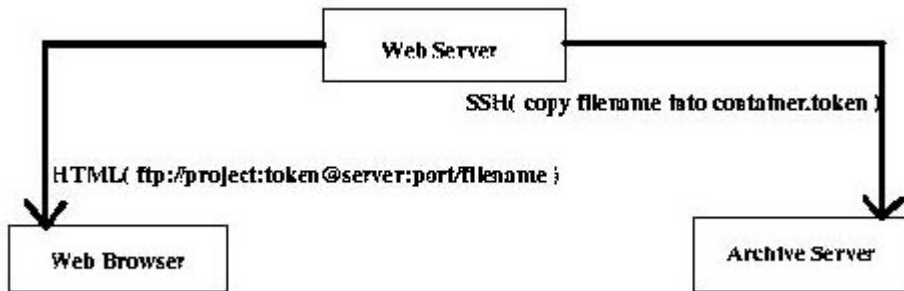 Web Server
SSH( copy filename into container.token )
HTML( ftp://project:token@server:port/filename )
Web Browser
Archive Server